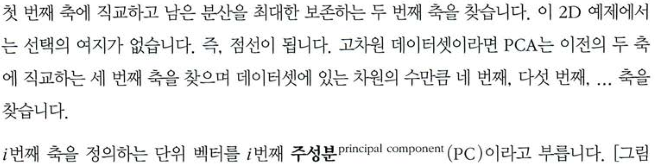 첫 번째 축에 직교하고 남은 분산을 최대한 보존하는 두 번째 축을 찾습니다. 이 2D 예제에서
는 선택의 여지가 없습니다. 즉, 점선이 됩니다. 고차원 데이터셋이라면 PCA는 이전의 두 축
에 직교하는 세 번째 축을 찾으며 데이터셋에 있는 차원의 수만큼 네 번째, 다섯 번째, ... 축을
찾습니다.
i번째 축을 정의하는 단위 벡터를 i번째 주성분principal component(PC)이라고 부릅니다. [그림